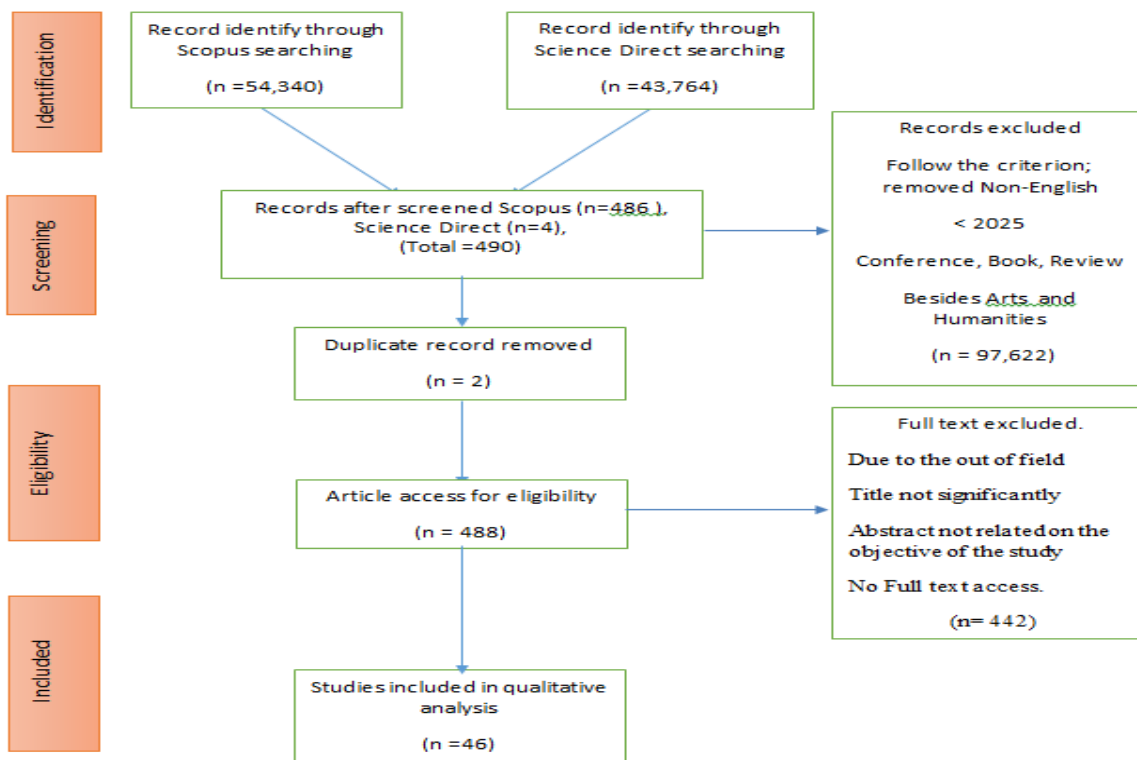 Identification
Record identify through
Scopus searching
(n =54,340)
Record identify through
Science Direct searching
(n =43,764)
Records excluded
Follow the criterion;
removed Non-English
< 2025
Conference, Book, Review
Besides Arts and
Humanities
(n = 97,622)
Screening
Records after screened Scopus (n=486 ),
Science Direct (n=4),
(Total =490)
Duplicate record removed
(n = 2)
Eligibility
Article access for eligibility
(n = 488)
Full text excluded.
Due to the out of field
Title not significantly
Abstract not related on the
objective of the study
No Full text access.
(n= 442)
Included
Studies included in qualitative
analysis
(n =46)